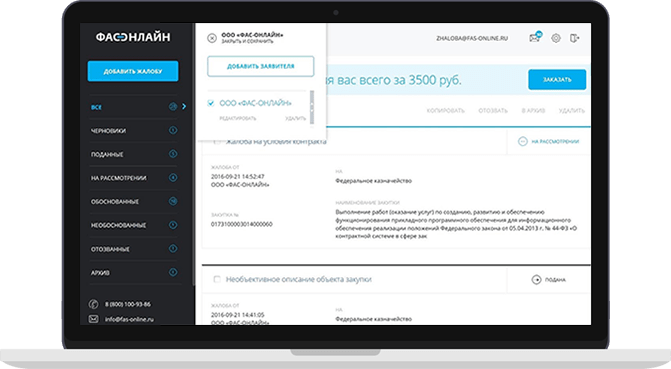 ФАС-ОНЛАЙН
ДОБАВИТЬ ЖАЛОБУ
ВСЕ
ЧЕРНОВИКИ
ПОДАННЫЕ
НА РАССМОТРЕНИИ
ОБОСНОВАННЫЕ
НЕОБОСНОВАННЫЕ
ОТОЗВАННЫЕ
АРХИВ
8 (800) 100-93-86
info@fas-online.ru
ООО «ФАС-ОНЛАЙН»
ЗАКРЫТЬ И СОХРАНИТЬ
ДОБАВИТЬ ЗАЯВИТЕЛЯ
ООО «ФАС-ОНЛАЙН»
РЕДАКТИРОВАТЬ УДАЛИТЬ
ZHALOBA@FAS-ONLINE.RU
вас всего за 3500 руб.
ЗАКАЗАТЬ
КОПИРОВАТЬ ОТОЗВАТЬ В АРХИВ УДАЛИТЬ
Жалоба на условия контракта
НА РАССМОТРЕНИИ
ЖАЛОБА ОТ
2016-09-21 14:52:47
ООО «ФАС-ОНЛАЙН»
НА
Федеральное казначейство
ЗАКУПКА №
0173100003014000060
НАИМЕНОВАНИЕ ЗАКУПКИ
Выполнение работ (оказание услуг) по созданию, развитию и обеспечению
функционирования прикладного программного обеспечения для информационного
обеспечения реализации положений Федерального закона от 05.04.2013 г. № 44-ФЗ «О
контрактной системе в сфере зак
Необъективное описание объекта закупки
ПОДАНА
ЖАЛОБА ОТ
2016-09-21 14:41:05
ООО «ФАС-ОНЛАЙН»
НА
Федеральное казначейство